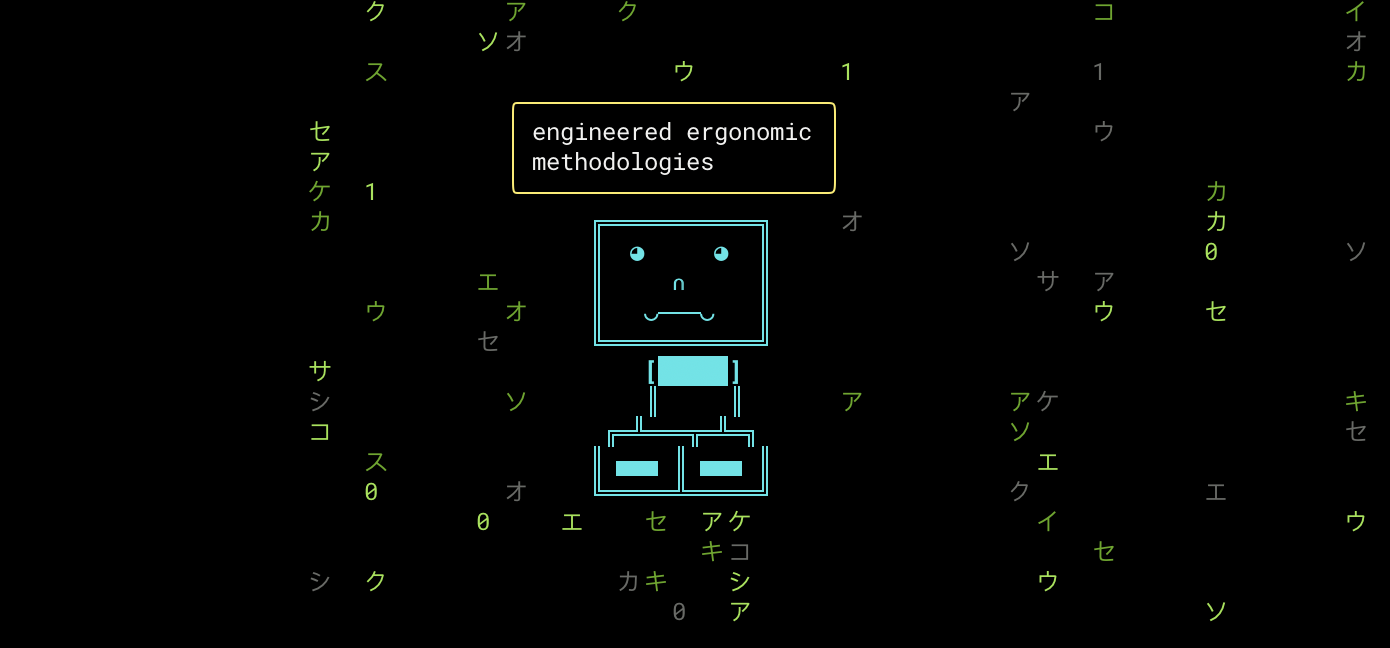 ク ア ク コ イ
ソ オ オ
ス ウ 1 1 カ
ア
セ engineered ergonomic ウ
ア methodologies
ケ 1 カ
カ オ カ
ソ 0 ソ
エ サ ア
ウ オ ウ セ
セ
サ [ ]
シ ソ ア ア ケ キ
コ ソ セ
ス エ
0 オ ク エ
0 エ セ ア ケ イ ウ
キ コ セ
シ ク カ キ シ ウ
0 ア ソ